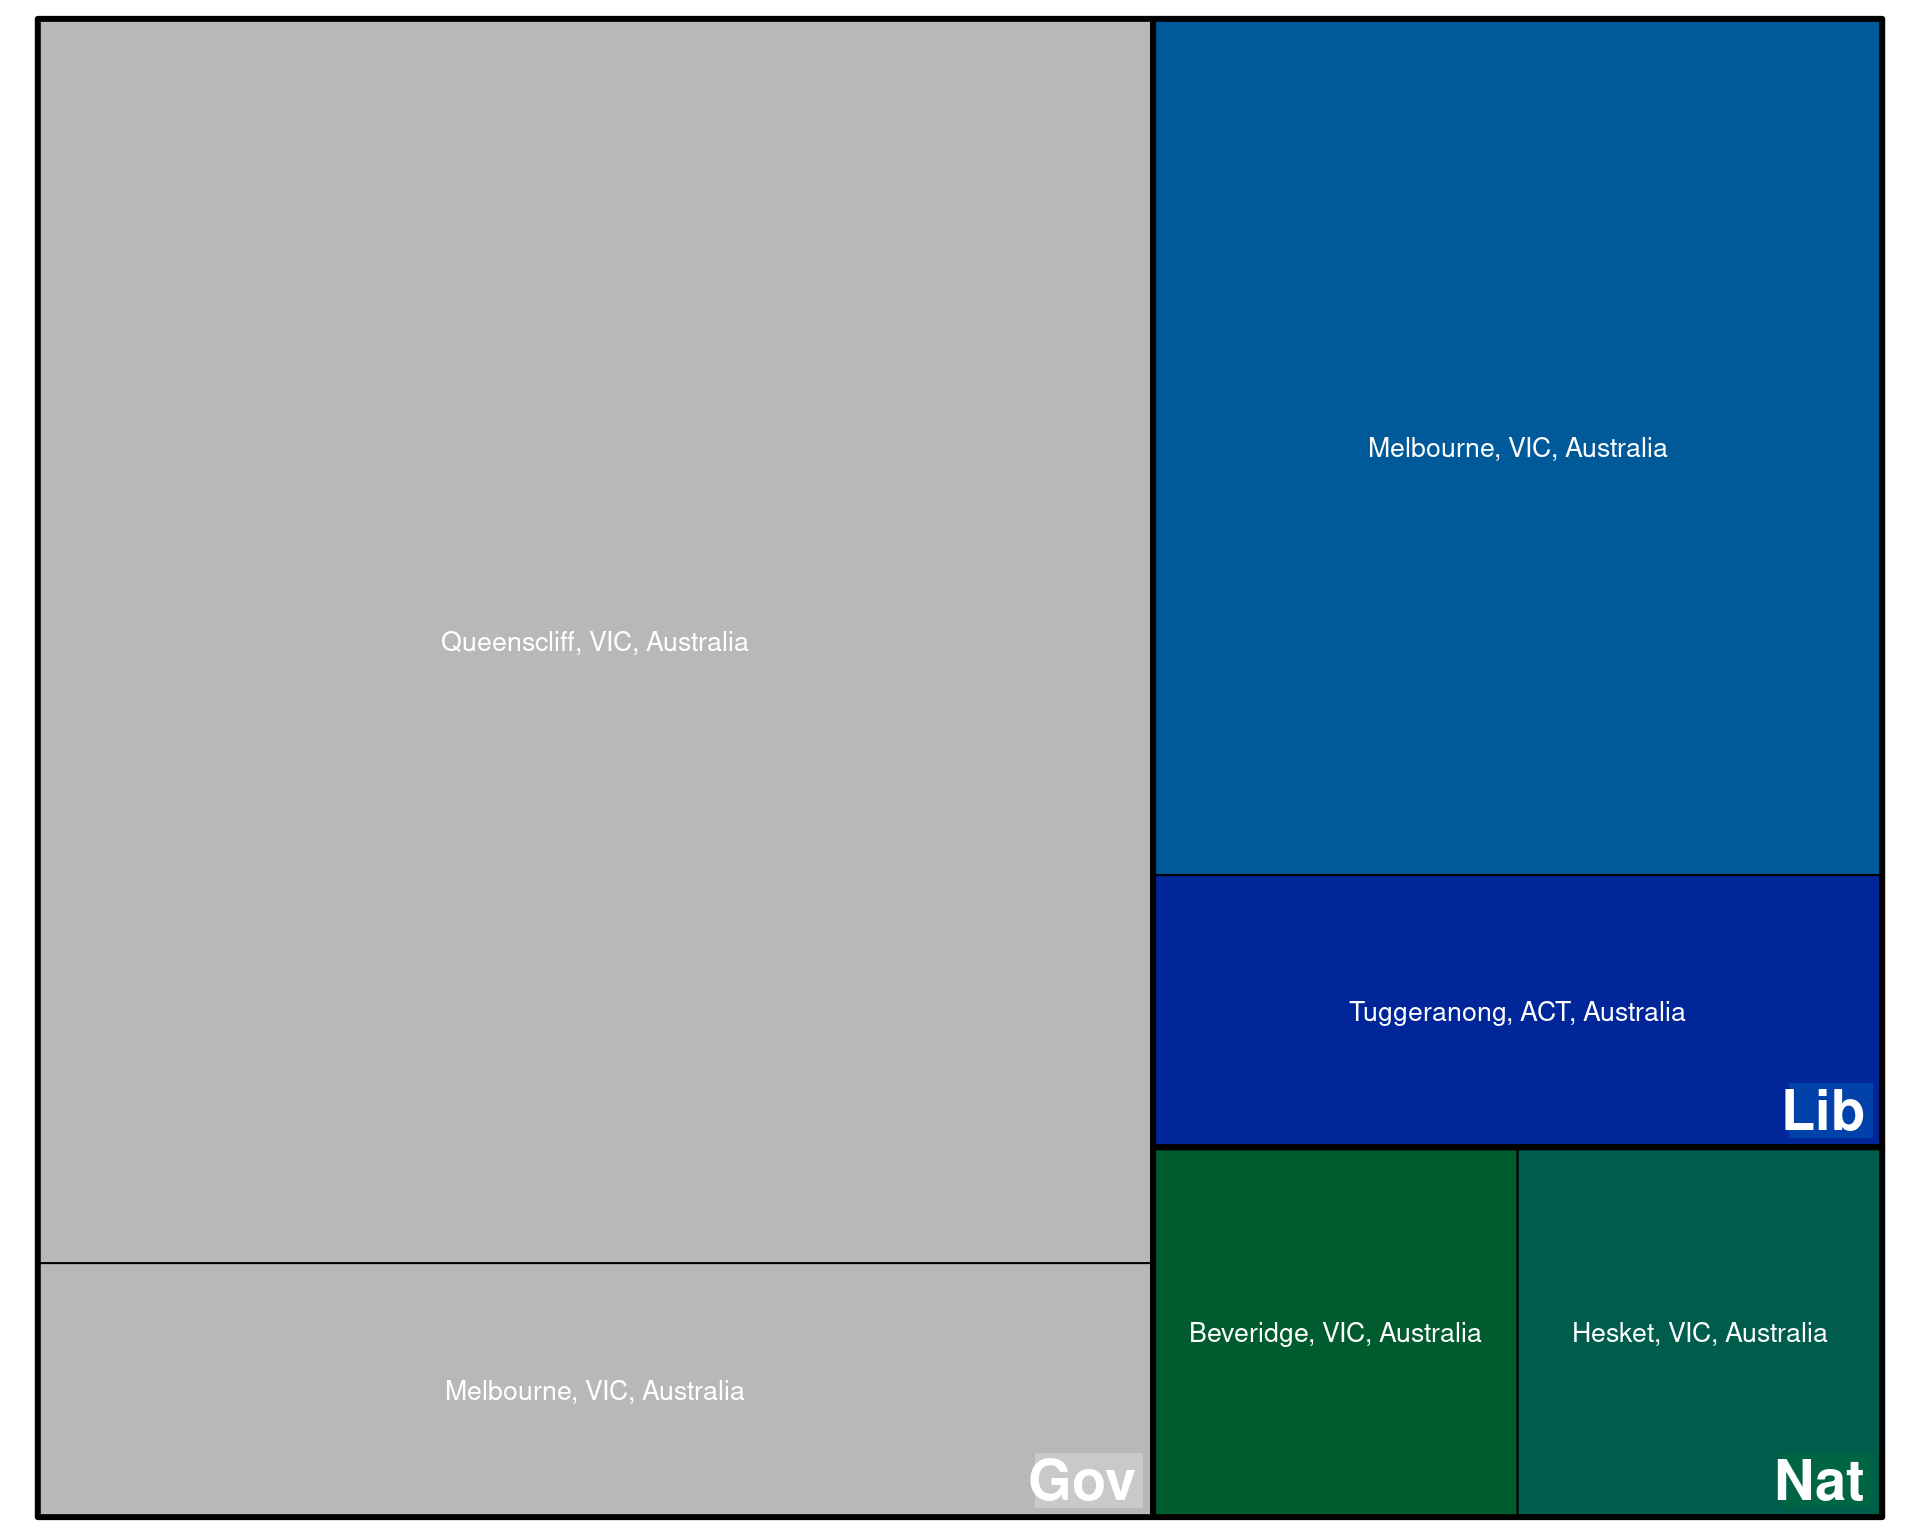 Queenscliff, VIC, Australia
Melbourne, VIC, Australia
Gov
Melbourne, VIC, Australia
Tuggeranong, ACT, Australia
Lib
Beveridge, VIC, Australia
Hesket, VIC, Australia
Nat